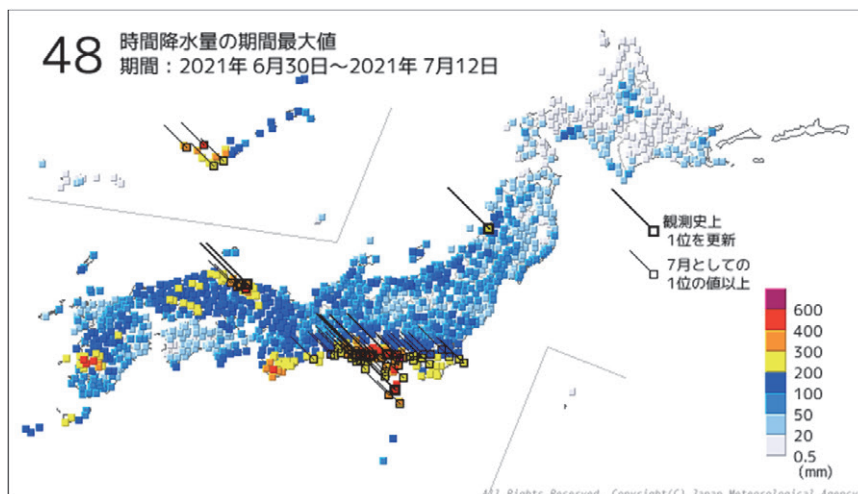 48 時間降水量の期間最大値
期間：2021年 6月30日～2021年 7月12日
観測史上
1位を更新
7月としての
1位の値以上
600
400
300
200
100
50
20
0.5
(mm)
All Rights Reserved. Copyright(C) Japan Meteorological Agency